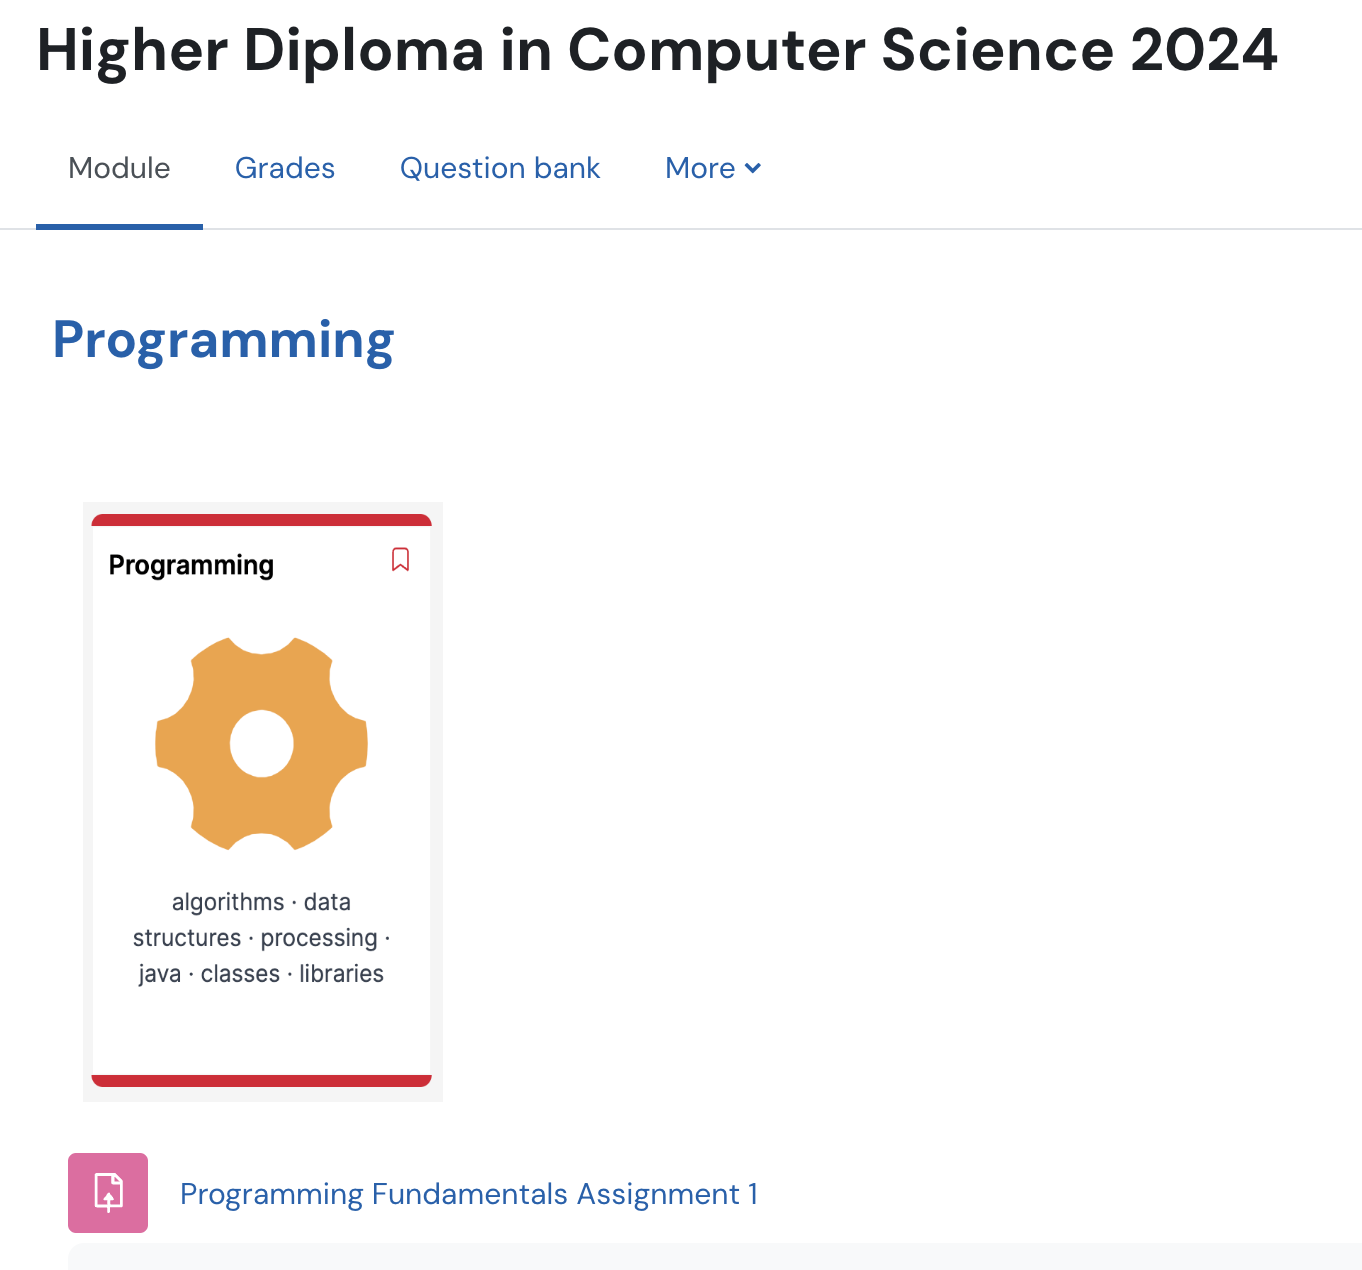 Higher Diploma in Computer Science 2024
Module Grades Question bank More
Programming
Programming
algorithms · data
structures · processing ·
java · classes · libraries
Programming Fundamentals Assignment 1